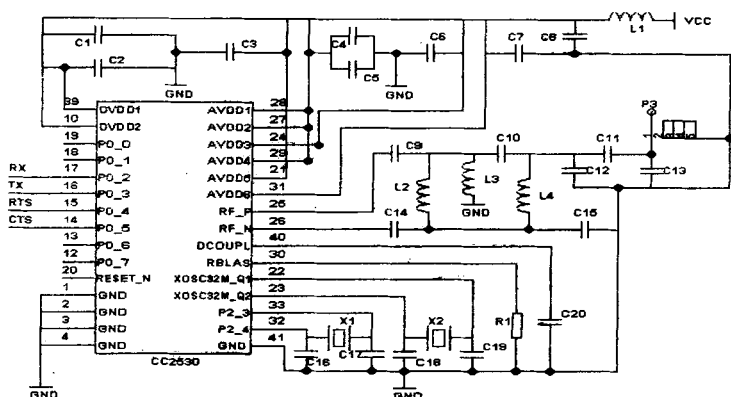 C1
C2
C3
GND
C4
C5
GND
C6
C7
C8
L1
VCC
39 DVDD1
10 DVDD2
19 P0_0
18 P0_1
RX 17 P0_2
TX 16 P0_3
RTS 15 P0_4
CTS 14 P0_5
13 P0_6
12 P0_7
20 RESET_N
1 GND
2 GND
3 GND
4 GND
GND
AVDD1 28
AVDD2 27
AVDD3 24
AVDD4 29
AVDD5 21
AVDD6 31
RF_P 25
RF_N 26
DCOUPL 40
RBIAS 30
XOSC32M_Q1 22
XOSC32M_Q2 23
P2_3 33
P2_4 32
GND 41
CC2530
C9
C10
C11
P3
L2
L3
L4
GND
C12
C13
C14
C15
X1
X2
R1
C20
C16
C17
C18
C19
GND